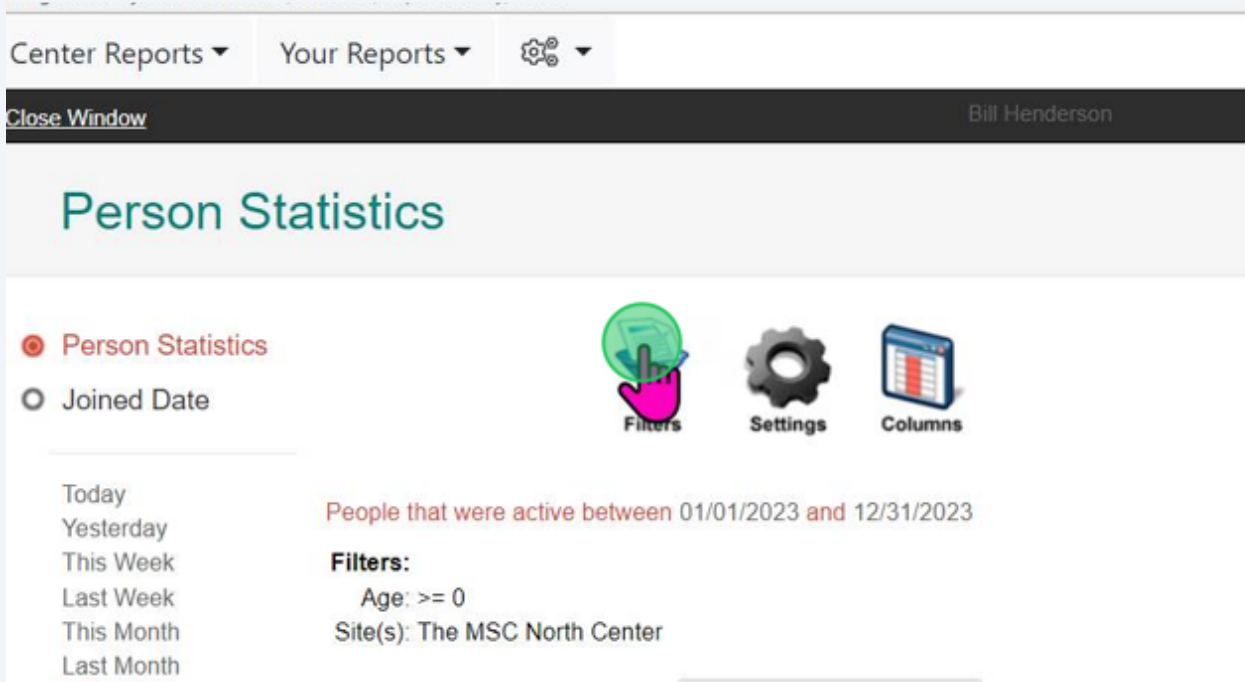 Center Reports Your Reports
Close Window Bill Henderson
Person Statistics
Person Statistics
Joined Date
Filters Settings Columns
Today
Yesterday
This Week
Last Week
This Month
Last Month
People that were active between 01/01/2023 and 12/31/2023
Filters:
Age: >= 0
Site(s): The MSC North Center